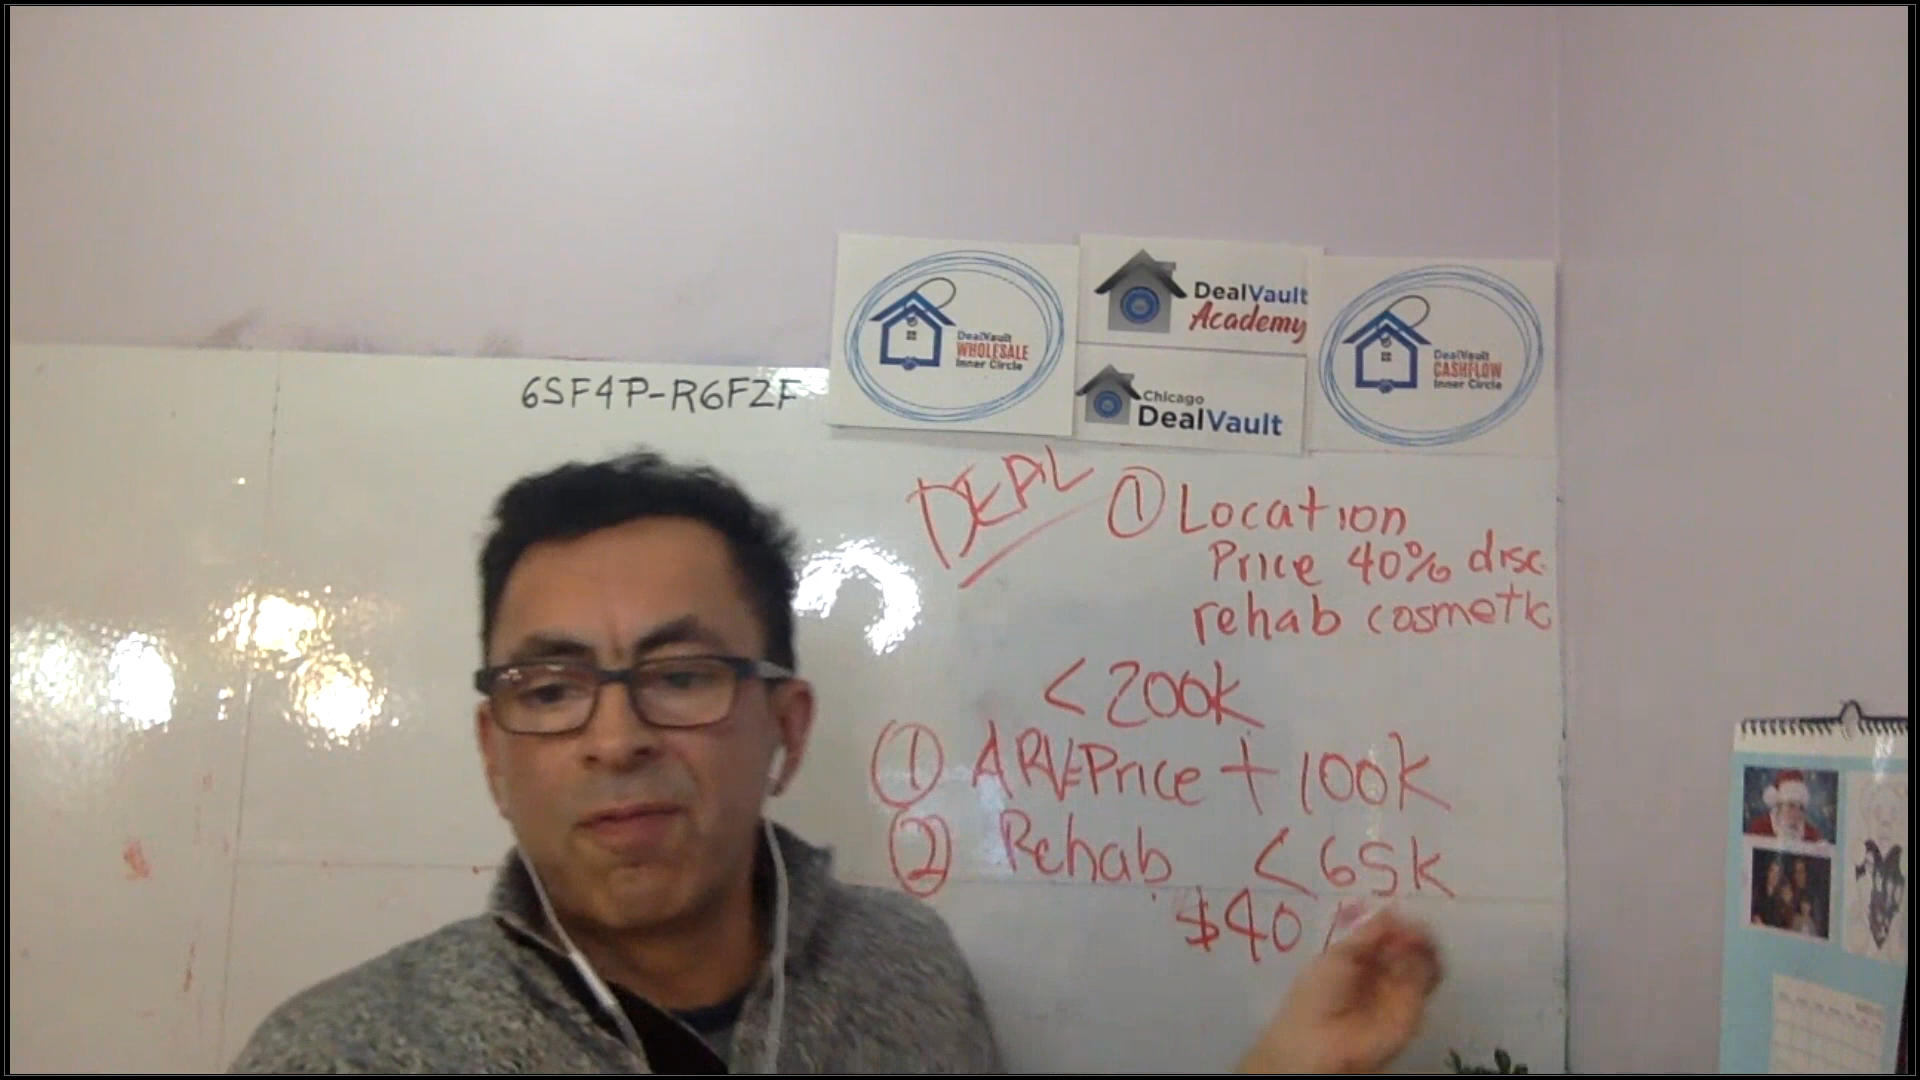 6SF4P-R6F2F
DealVault
WHOLESALE
Inner Circle
DealVault
Academy
Chicago
DealVault
DealVault
CASHFLOW
Inner Circle
DEAL
① Location
Price 40% disc.
rehab cosmetic
< 200k
① ARV=Price + 100k
② Rehab < 65k
$40